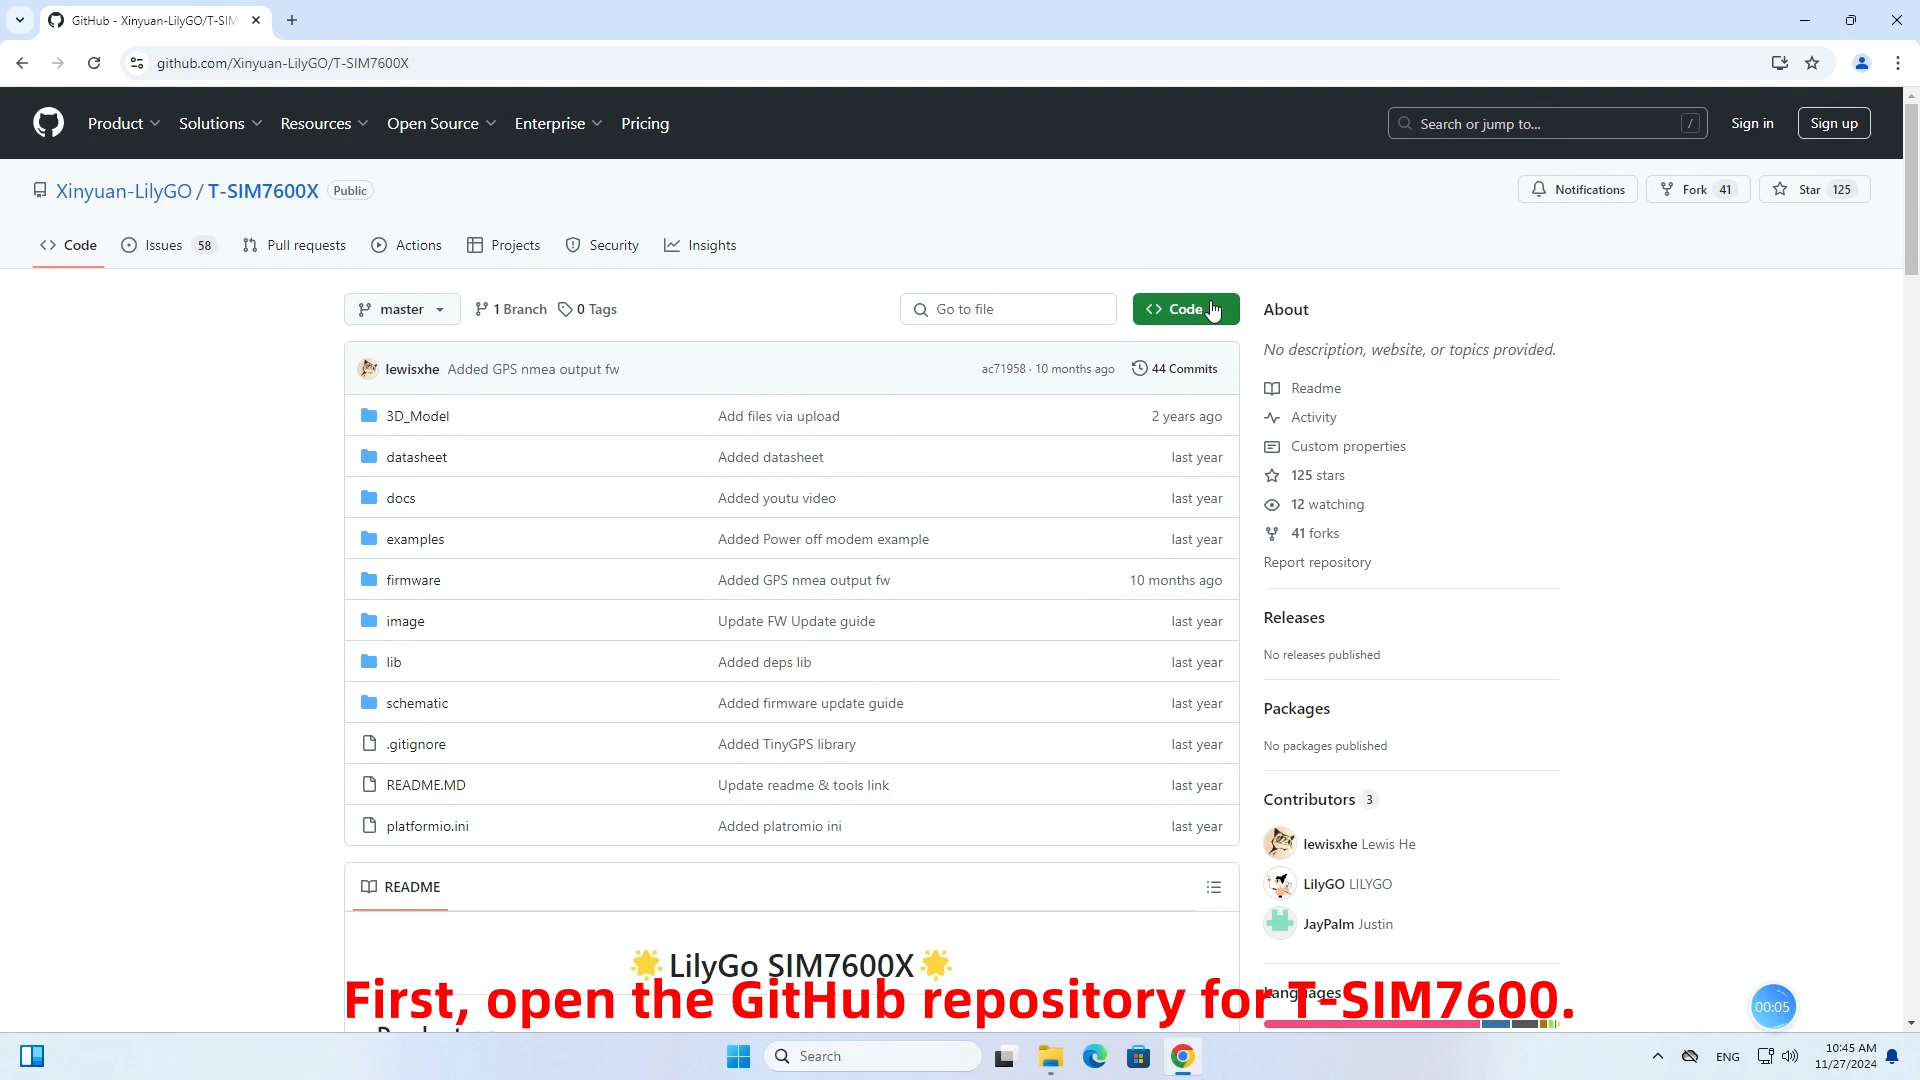 GitHub - Xinyuan-LilyGO/T-SIM
github.com/Xinyuan-LilyGO/T-SIM7600X
Product Solutions Resources Open Source Enterprise Pricing Search or jump to... / Sign in Sign up
Xinyuan-LilyGO / T-SIM7600X Public Notifications Fork 41 Star 125
Code Issues 58 Pull requests Actions Projects Security Insights
master 1 Branch 0 Tags Go to file <> Code
lewisxhe Added GPS nmea output fw ac71958 · 10 months ago 44 Commits
3D_Model Add files via upload 2 years ago
datasheet Added datasheet last year
docs Added youtu video last year
examples Added Power off modem example last year
firmware Added GPS nmea output fw 10 months ago
image Update FW Update guide last year
lib Added deps lib last year
schematic Added firmware update guide last year
.gitignore Added TinyGPS library last year
README.MD Update readme & tools link last year
platformio.ini Added platromio ini last year
README
🌟 LilyGo SIM7600X 🌟
About
No description, website, or topics provided.
Readme
Activity
Custom properties
125 stars
12 watching
41 forks
Report repository
Releases
No releases published
Packages
No packages published
Contributors 3
lewisxhe Lewis He
LilyGO LILYGO
JayPalm Justin
Languages
First, open the GitHub repository for T-SIM7600.
00:05
Search
ENG
10:45 AM
11/27/2024